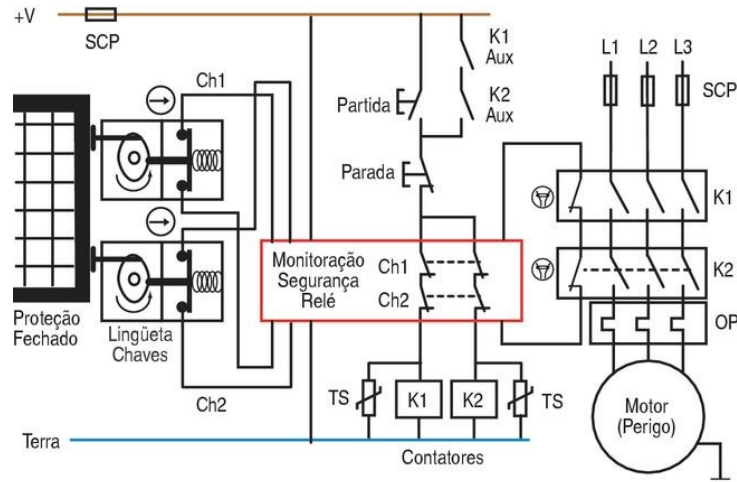 +V
SCP
Ch1
K1
Aux
K2
Aux
Partida
Parada
L1 L2 L3
SCP
K1
K2
OP
Monitoração
Segurança
Relé
Ch1
Ch2
Proteção
Fechado
Lingüeta
Chaves
Ch2
TS
K1
K2
TS
Motor
(Perigo)
Terra
Contatores